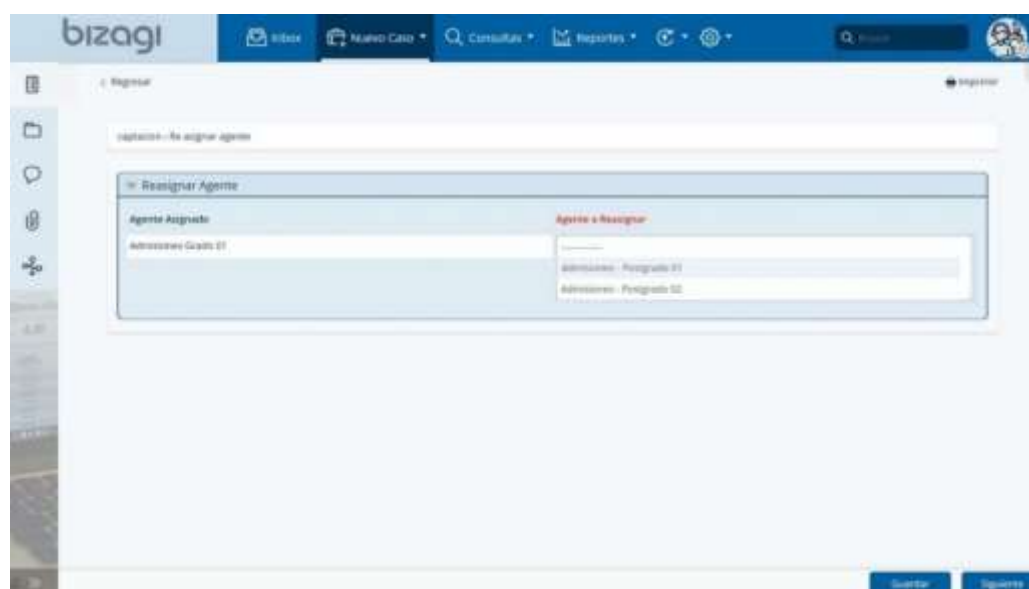 bizagi
Inbox Nuevo Caso Consultas Reportes Buscar
Regresar Imprimir
captacion - Re asignar agente
Reasignar Agente
Agente Asignado Agente a Reasignar
Admisiones Grado 01 ------------
Admisiones - Postgrado 01
Admisiones - Postgrado 02
Guardar Siguiente